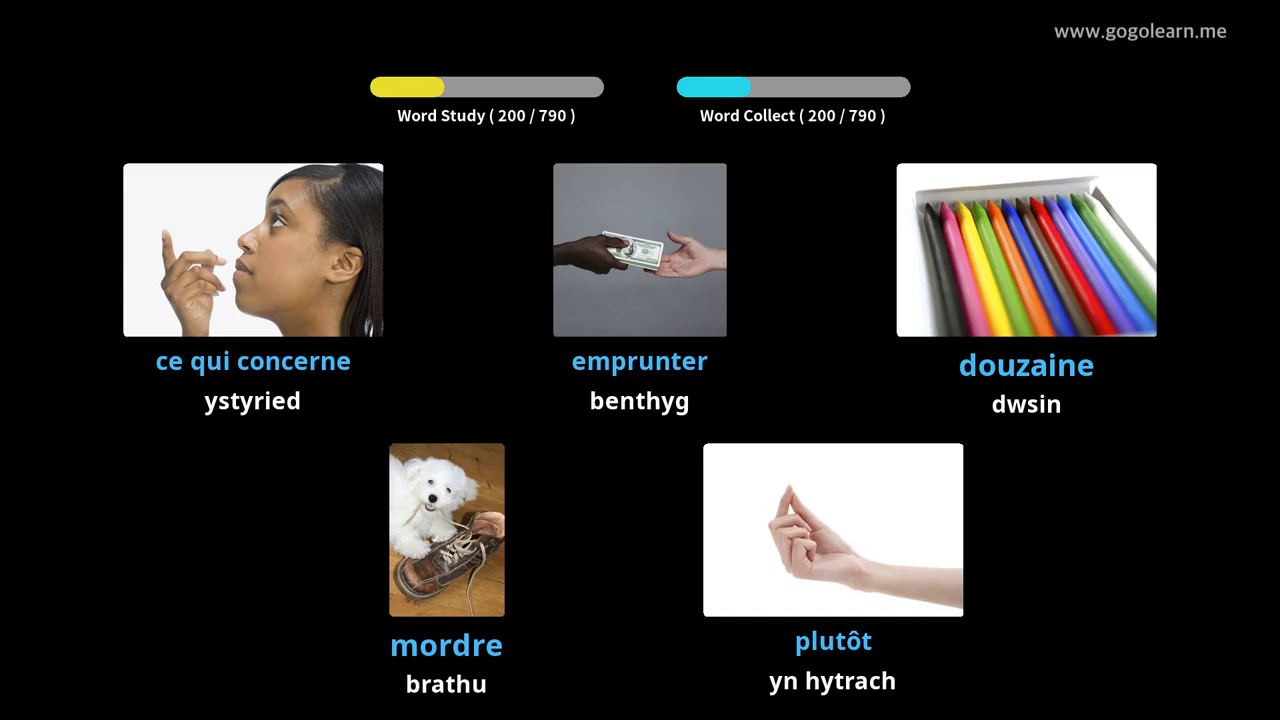 www.gogolearn.me
Word Study ( 200 / 790 )
Word Collect ( 200 / 790 )
ce qui concerne
ystyried
emprunter
benthyg
douzaine
dwsin
mordre
brathu
plutôt
yn hytrach